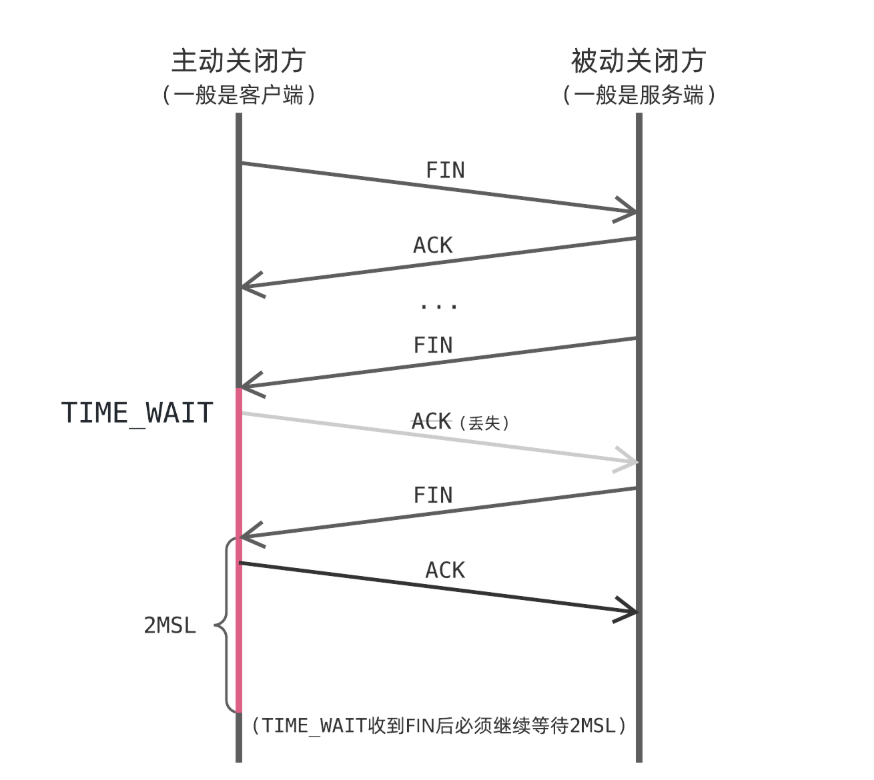 主动关闭方
(一般是客户端)
被动关闭方
(一般是服务端)
FIN
ACK
...
FIN
TIME_WAIT
ACK (丢失)
FIN
ACK
2MSL
(TIME_WAIT收到FIN后必须继续等待2MSL)